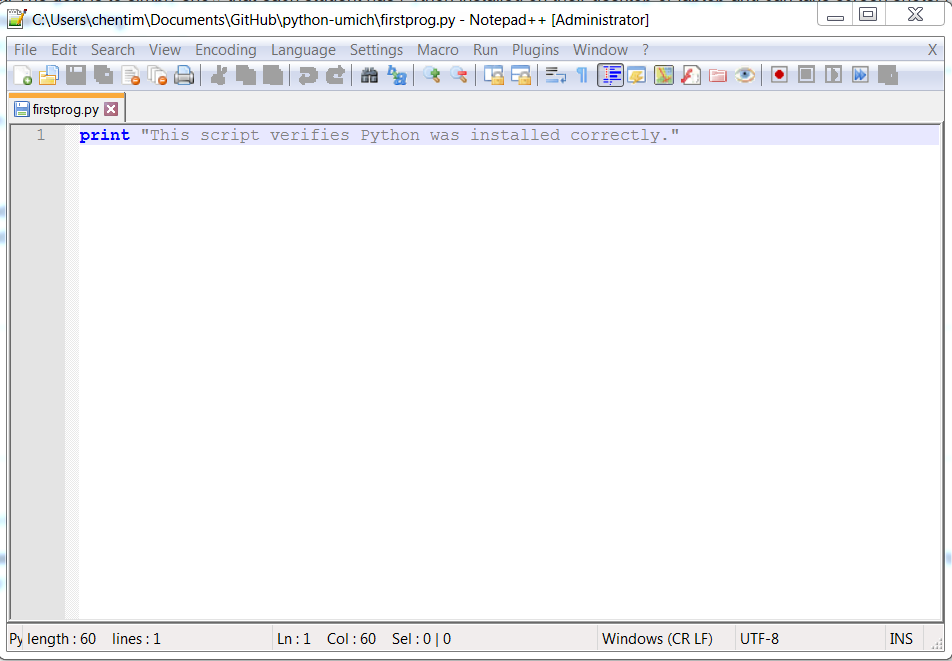 C:\Users\chentim\Documents\GitHub\python-umich\firstprog.py - Notepad++ [Administrator]
File Edit Search View Encoding Language Settings Macro Run Plugins Window ? X
firstprog.py
1 print "This script verifies Python was installed correctly."
Py length : 60 lines : 1 Ln : 1 Col : 60 Sel : 0 | 0 Windows (CR LF) UTF-8 INS